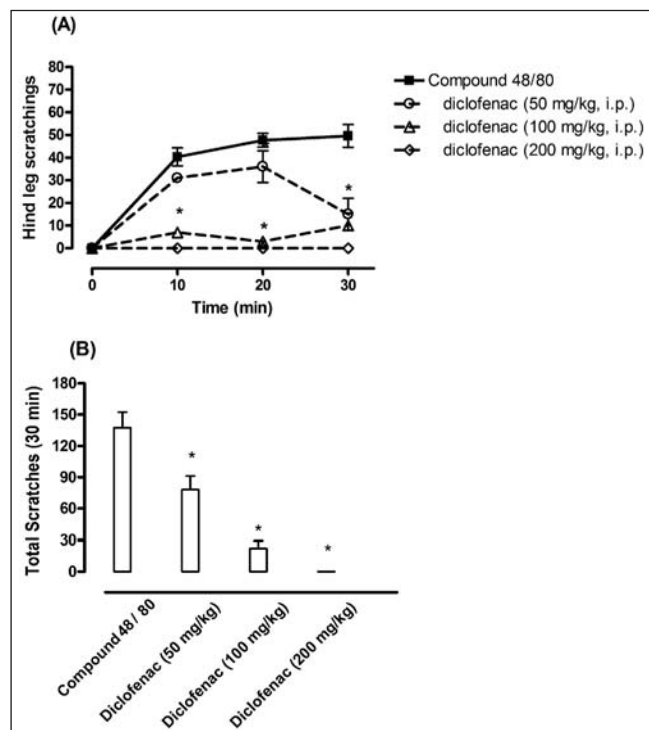 (A)
80
70
60
50
40
30
20
10
0
Hind leg scratchings
*
*
*
0 10 20 30
Time (min)
Compound 48/80
diclofenac (50 mg/kg, i.p.)
diclofenac (100 mg/kg, i.p.)
diclofenac (200 mg/kg, i.p.)
(B)
180
150
120
90
60
30
0
Total Scratches (30 min)
*
*
*
Compound 48 / 80
Diclofenac (50 mg/kg)
Diclofenac (100 mg/kg)
Diclofenac (200 mg/kg)